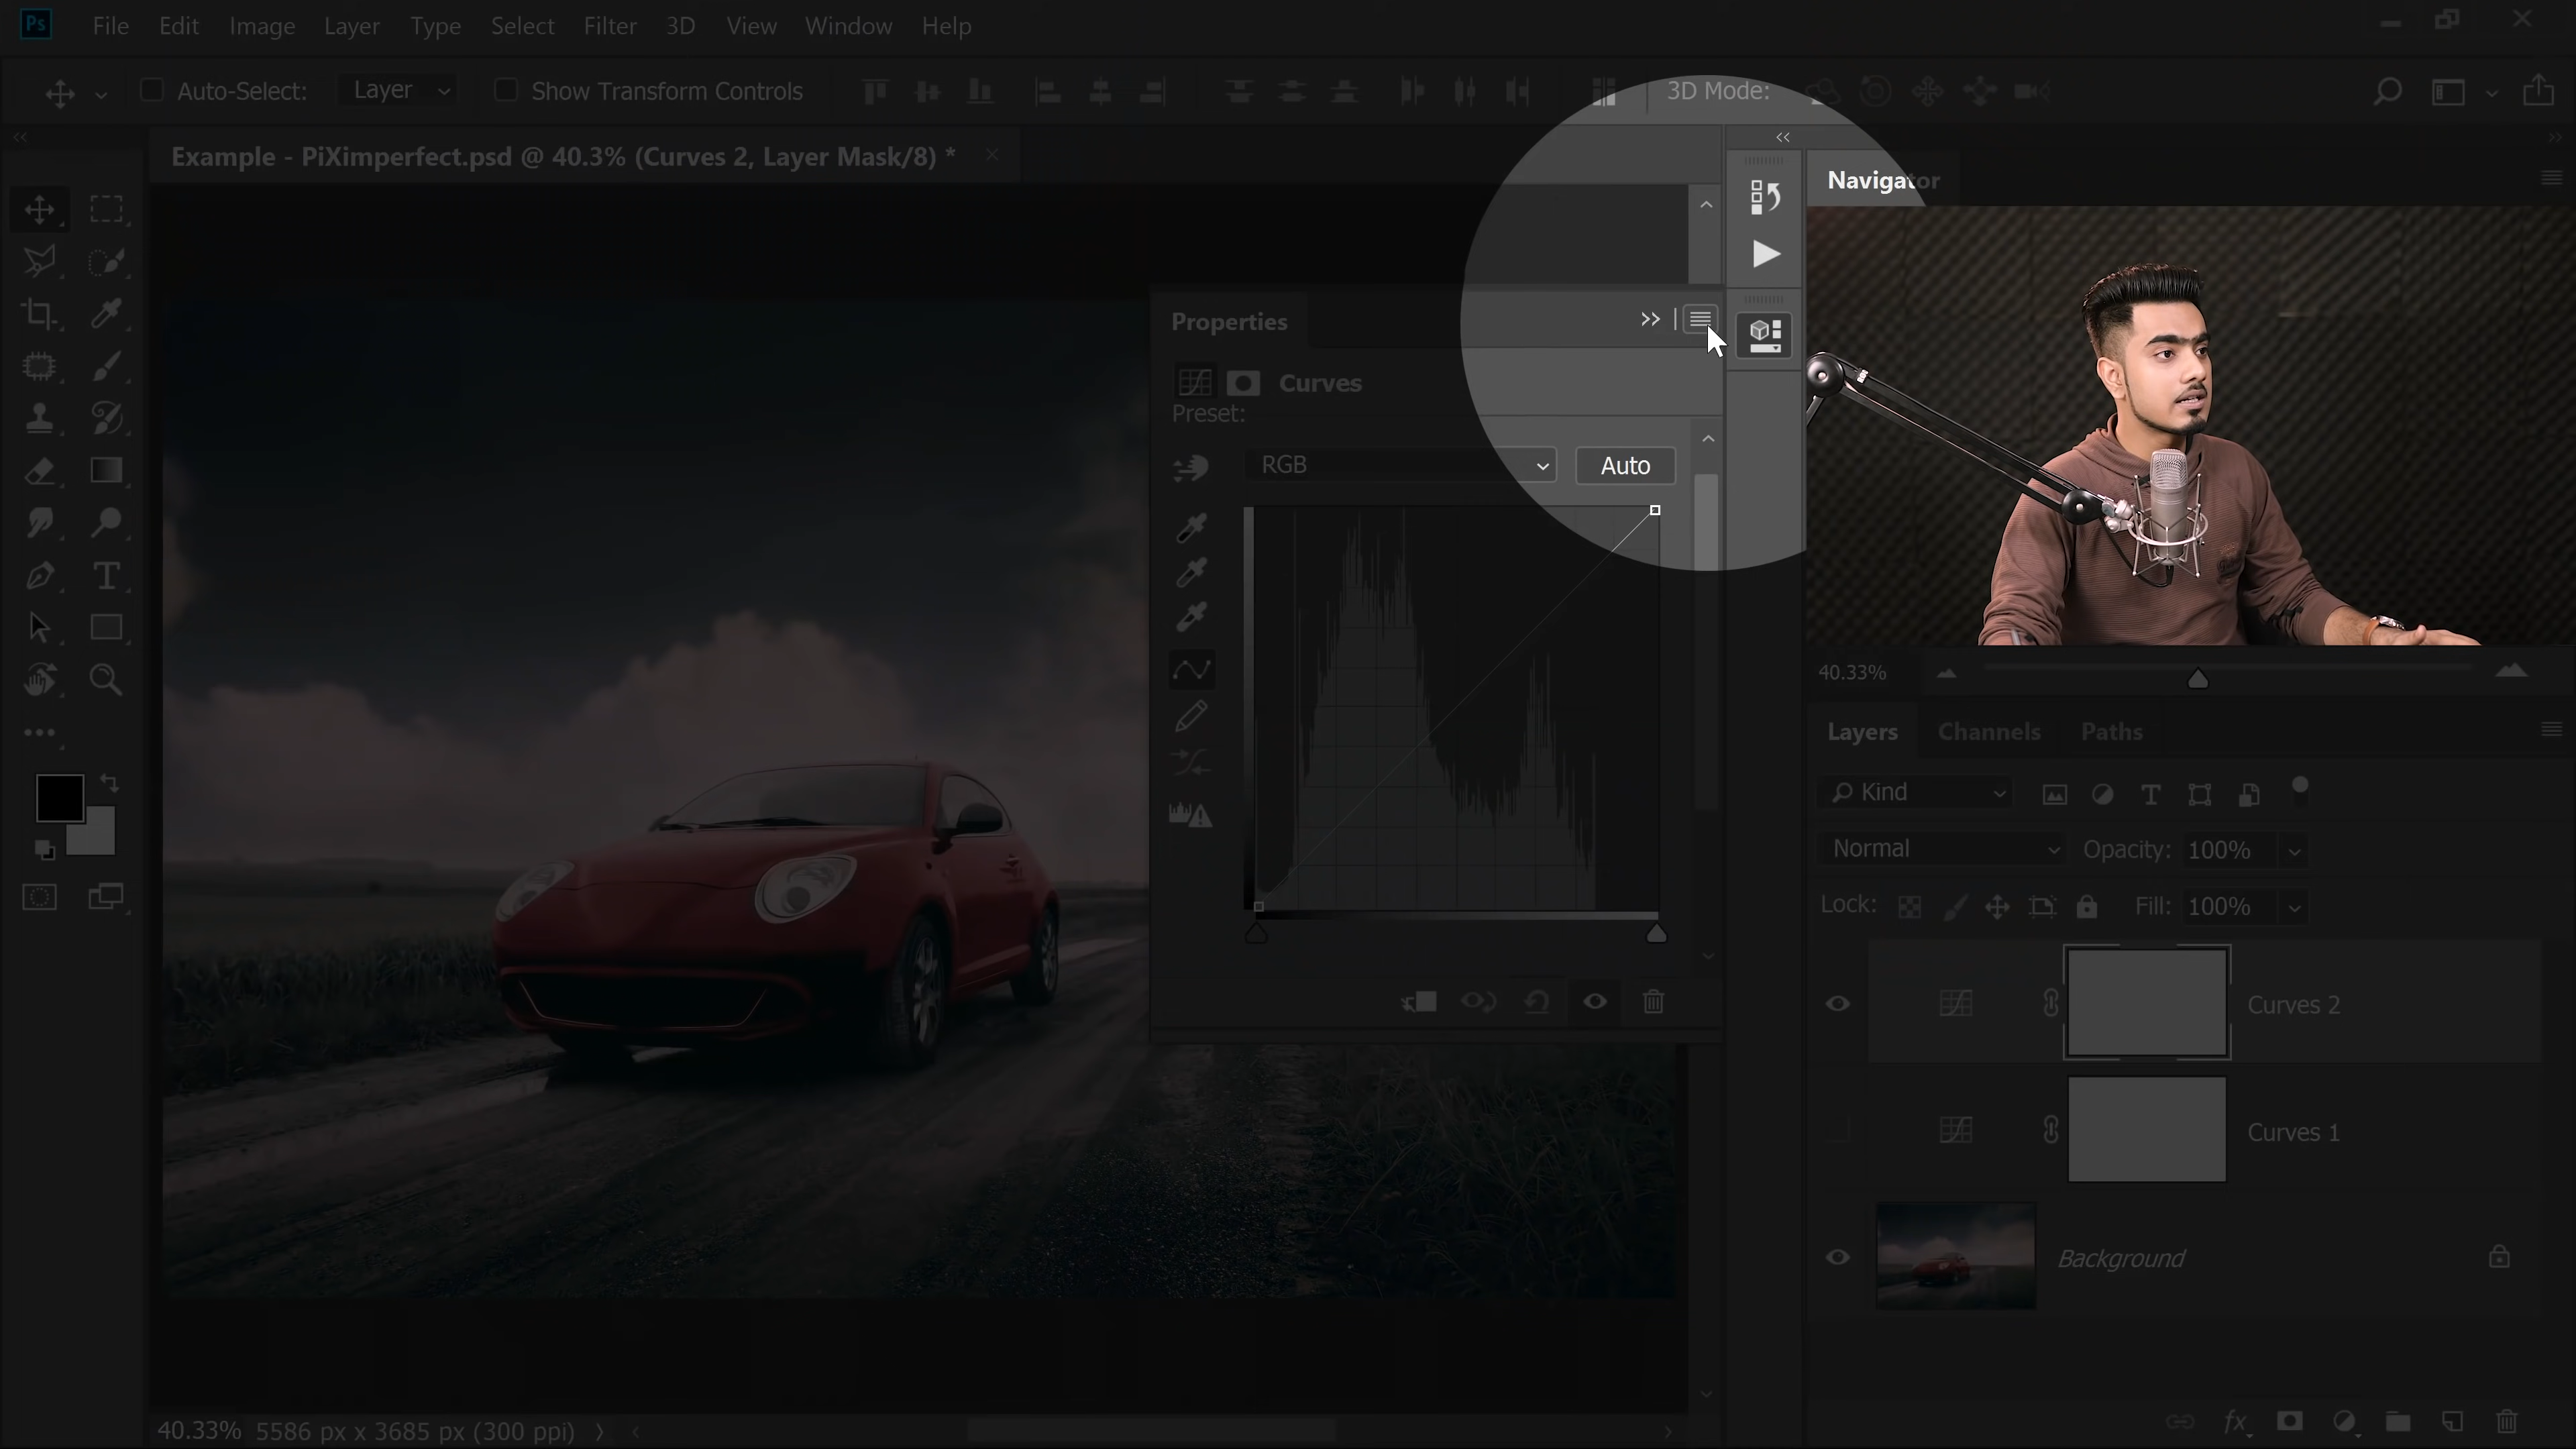 Ps File Edit Image Layer Type Select Filter 3D View Window Help
Auto-Select: Layer Show Transform Controls 3D Mode:
Example - PiXimperfect.psd @ 40.3% (Curves 2, Layer Mask/8) *
Navigator
Properties
Curves
Preset:
RGB Auto
40.33%
Layers Channels Paths
Kind
Normal Opacity: 100%
Lock: Fill: 100%
Curves 2
Curves 1
Background
fx
40.33% 5586 px x 3685 px (300 ppi)